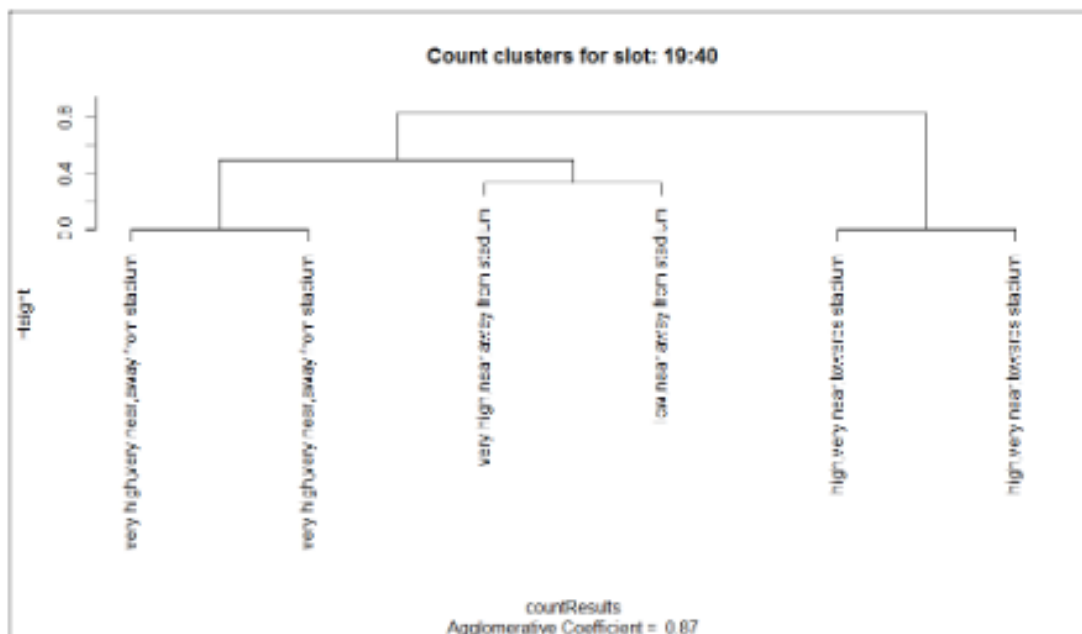 Count clusters for slot: 19:40
0.8
0.4
0.0
Height
very high,very near,away from stadium
very high,very near,away from stadium
very high near away from stadium
low near away from stadium
high,very near towards stadium
high,very near towards stadium
countResults
Agglomerative Coefficient = 0.87